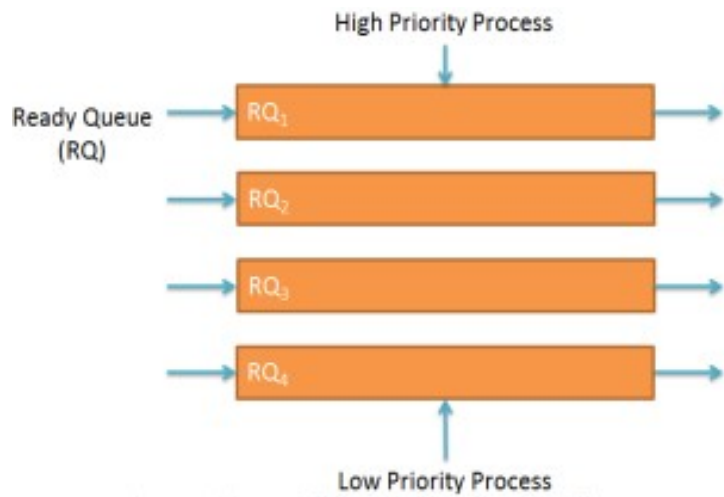 High Priority Process
Ready Queue
(RQ)
RQ₁
RQ₂
RQ₃
RQ₄
Low Priority Process